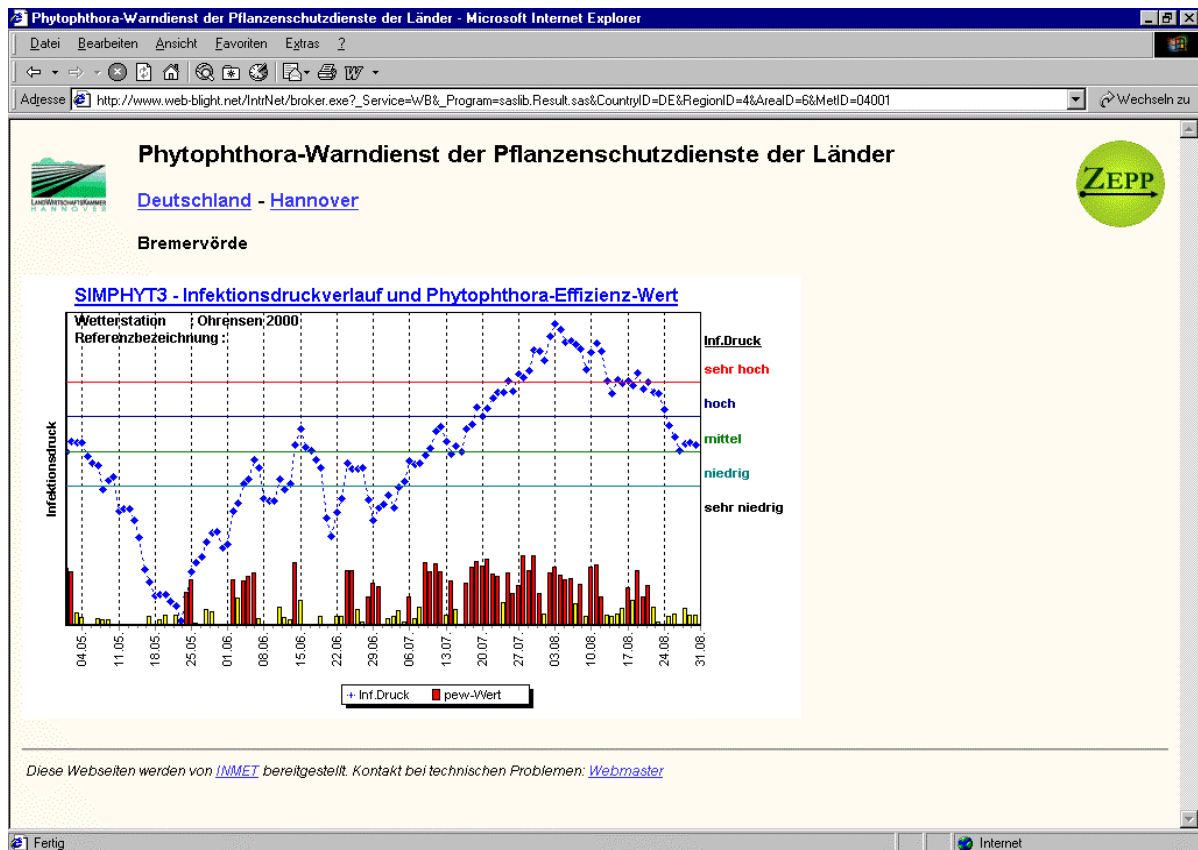 Phytophthora-Warndienst der Pflanzenschutzdienste der Länder - Microsoft Internet Explorer
Datei Bearbeiten Ansicht Favoriten Extras ?
Adresse http://www.web-blight.net/IntrNet/broker.exe?_Service=WB&_Program=saslib.Result.sas&CountryID=DE&RegionID=4&AreaID=6&MetID=04001 Wechseln zu
Phytophthora-Warndienst der Pflanzenschutzdienste der Länder
LANDWIRTSCHAFTSKAMMER
HANNOVER
ZEPP
Deutschland - Hannover
Bremervörde
SIMPHYT3 - Infektionsdruckverlauf und Phytophthora-Effizienz-Wert
Wetterstation : Ohrensen 2000
Referenzbezeichnung :
Inf.Druck
sehr hoch
hoch
mittel
niedrig
sehr niedrig
Infektionsdruck
04.05. 11.05. 18.05. 25.05. 01.06. 08.06. 15.06. 22.06. 29.06. 06.07. 13.07. 20.07. 27.07. 03.08. 10.08. 17.08. 24.08. 31.08.
Inf.Druck pew-Wert
Diese Webseiten werden von INMET bereitgestellt. Kontakt bei technischen Problemen: Webmaster
Fertig Internet